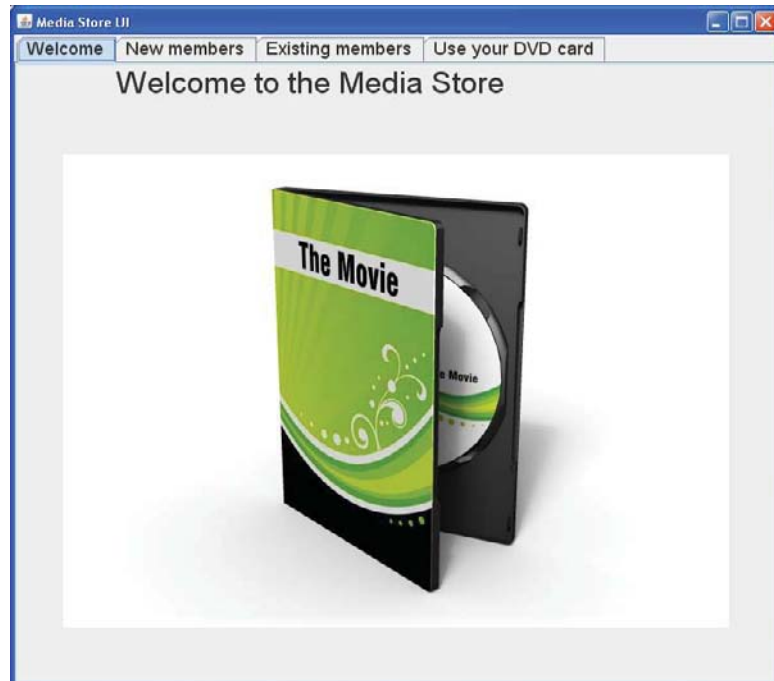 Media Store UI
Welcome New members Existing members Use your DVD card
Welcome to the Media Store
The Movie
e Movie